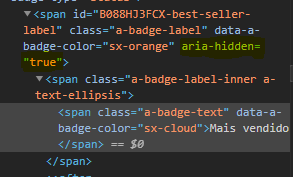 <span id="B088HJ3FCX-best-seller-
label" class="a-badge-label" data-a-
badge-color="sx-orange" aria-hidden=
"true">
<span class="a-badge-label-inner a-
text-ellipsis">
<span class="a-badge-text" data-a-
badge-color="sx-cloud">Mais vendido
</span> == $0
</span>